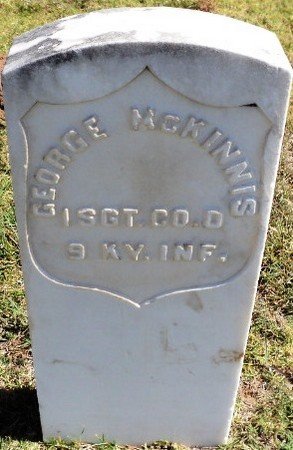 GEORGE McKINNIS
1 SGT. CO. D
9 KY. INF.